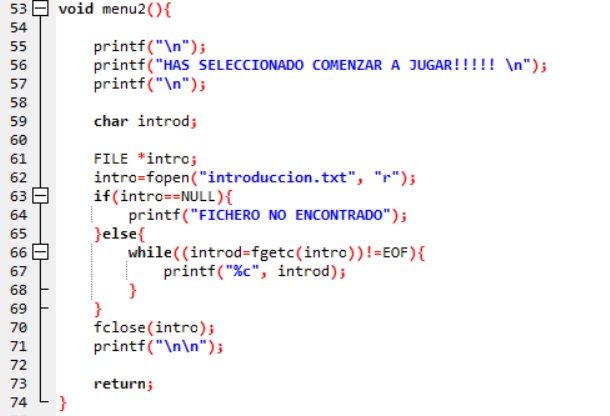 53 void menu2(){
54
55 printf("\n");
56 printf("HAS SELECCIONADO COMENZAR A JUGAR!!!!! \n");
57 printf("\n");
58
59 char introd;
60
61 FILE *intro;
62 intro=fopen("introduccion.txt", "r");
63 if(intro==NULL){
64 printf("FICHERO NO ENCONTRADO");
65 }else{
66 while((introd=fgetc(intro))!=EOF){
67 printf("%c", introd);
68 }
69 }
70 fclose(intro);
71 printf("\n\n");
72
73 return;
74 }